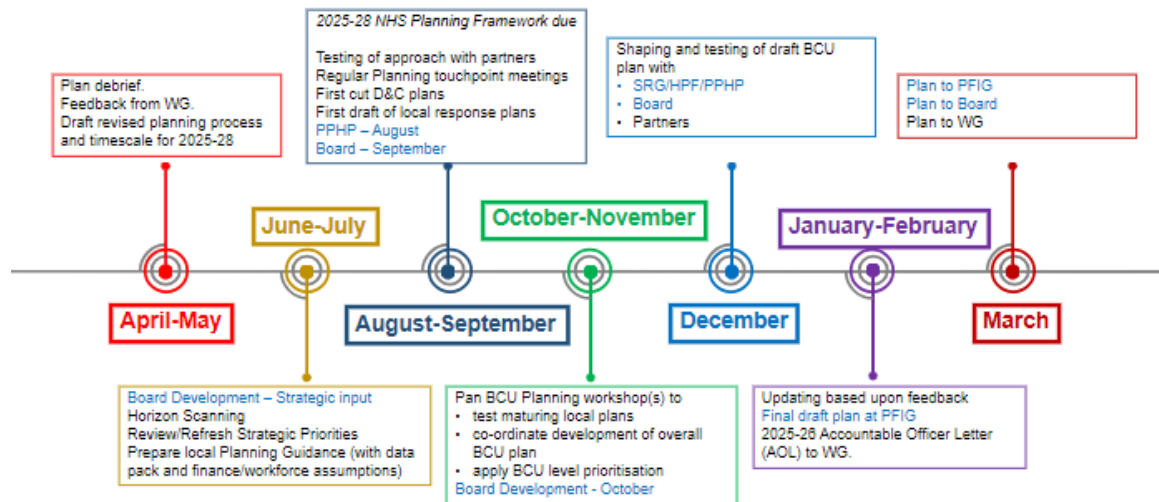 Plan debrief.
Feedback from WG.
Draft revised planning process
and timescale for 2025-28
April-May
June-July
Board Development – Strategic input
Horizon Scanning
Review/Refresh Strategic Priorities
Prepare local Planning Guidance (with data
pack and finance/workforce assumptions)
2025-28 NHS Planning Framework due
Testing of approach with partners
Regular Planning touchpoint meetings
First cut D&C plans
First draft of local response plans
PPHP – August
Board – September
August-September
October-November
Pan BCU Planning workshop(s) to
• test maturing local plans
• co-ordinate development of overall
BCU plan
• apply BCU level prioritisation
Board Development - October
Shaping and testing of draft BCU
plan with
• SRG/HPF/PPHP
• Board
• Partners
December
January-February
Updating based upon feedback
Final draft plan at PFIG
2025-26 Accountable Officer Letter
(AOL) to WG.
Plan to PFIG
Plan to Board
Plan to WG
March